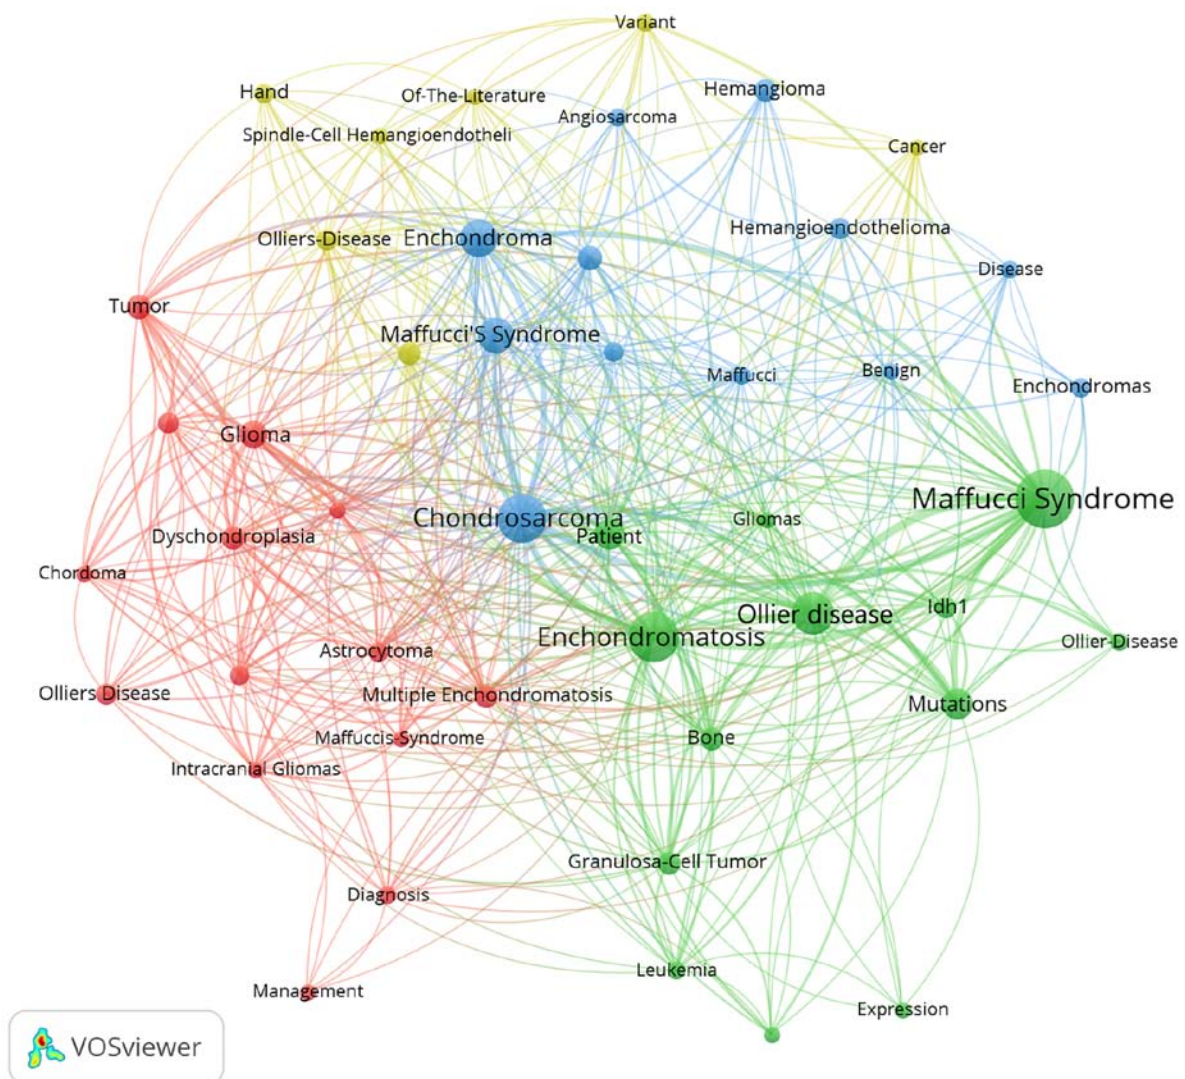 Variant
Hand
Of-The-Literature
Hemangioma
Angiosarcoma
Spindle-Cell Hemangioendotheli
Cancer
Hemangioendothelioma
Olliers-Disease
Enchondroma
Disease
Tumor
Maffucci'S Syndrome
Maffucci
Benign
Enchondromas
Glioma
Maffucci Syndrome
Chondrosarcoma
Gliomas
Dyschondroplasia
Patient
Chordoma
Idh1
Ollier disease
Enchondromatosis
Ollier-Disease
Astrocytoma
Olliers Disease
Multiple Enchondromatosis
Mutations
Maffuccis-Syndrome
Bone
Intracranial Gliomas
Granulosa-Cell Tumor
Diagnosis
Leukemia
Management
Expression
VOSviewer